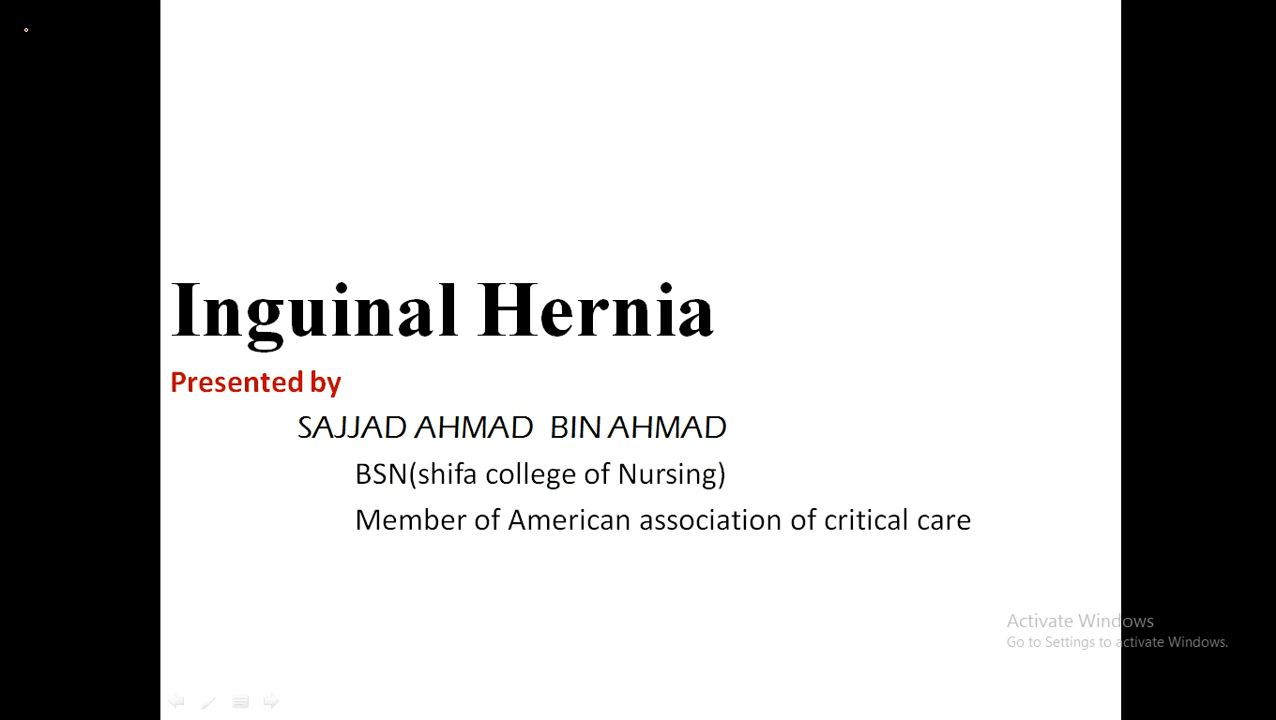 Inguinal Hernia
Presented by
SAJJAD AHMAD BIN AHMAD
BSN(shifa college of Nursing)
Member of American association of critical care
Activate Windows
Go to Settings to activate Windows.